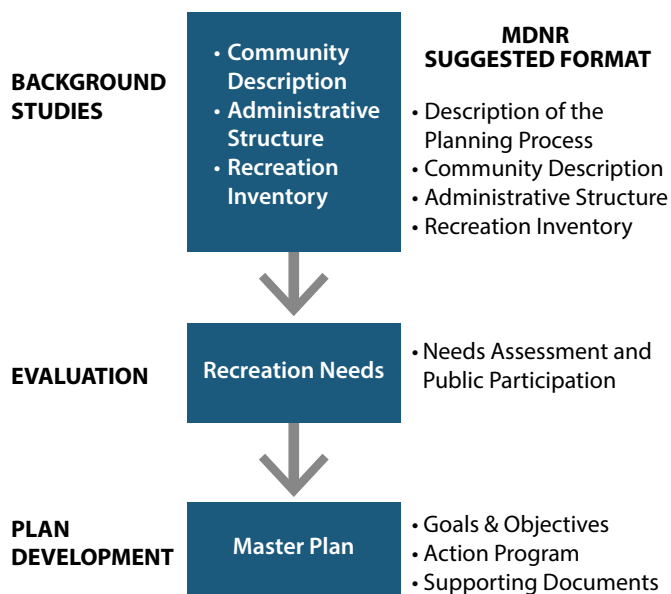 BACKGROUND
STUDIES
• Community
Description
• Administrative
Structure
• Recreation
Inventory
MDNR
SUGGESTED FORMAT
• Description of the
Planning Process
• Community Description
• Administrative Structure
• Recreation Inventory
EVALUATION
Recreation Needs
• Needs Assessment and
Public Participation
PLAN
DEVELOPMENT
Master Plan
• Goals & Objectives
• Action Program
• Supporting Documents